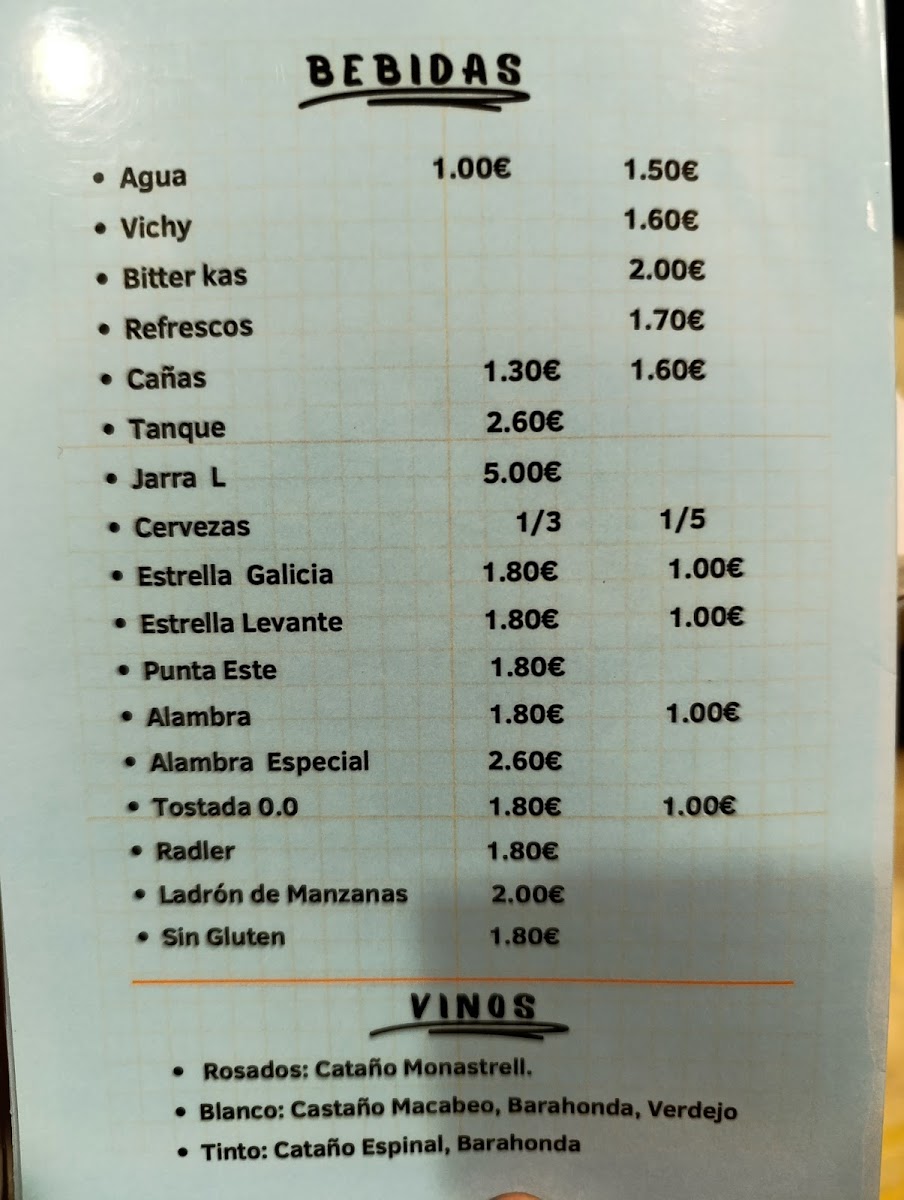 BEBIDAS
• Agua 1.00€ 1.50€
• Vichy 1.60€
• Bitter kas 2.00€
• Refrescos 1.70€
• Cañas 1.30€ 1.60€
• Tanque 2.60€
• Jarra L 5.00€
• Cervezas 1/3 1/5
• Estrella Galicia 1.80€ 1.00€
• Estrella Levante 1.80€ 1.00€
• Punta Este 1.80€
• Alambra 1.80€ 1.00€
• Alambra Especial 2.60€
• Tostada 0.0 1.80€ 1.00€
• Radler 1.80€
• Ladrón de Manzanas 2.00€
• Sin Gluten 1.80€
VINOS
• Rosados: Cataño Monastrell.
• Blanco: Castaño Macabeo, Barahonda, Verdejo
• Tinto: Cataño Espinal, Barahonda